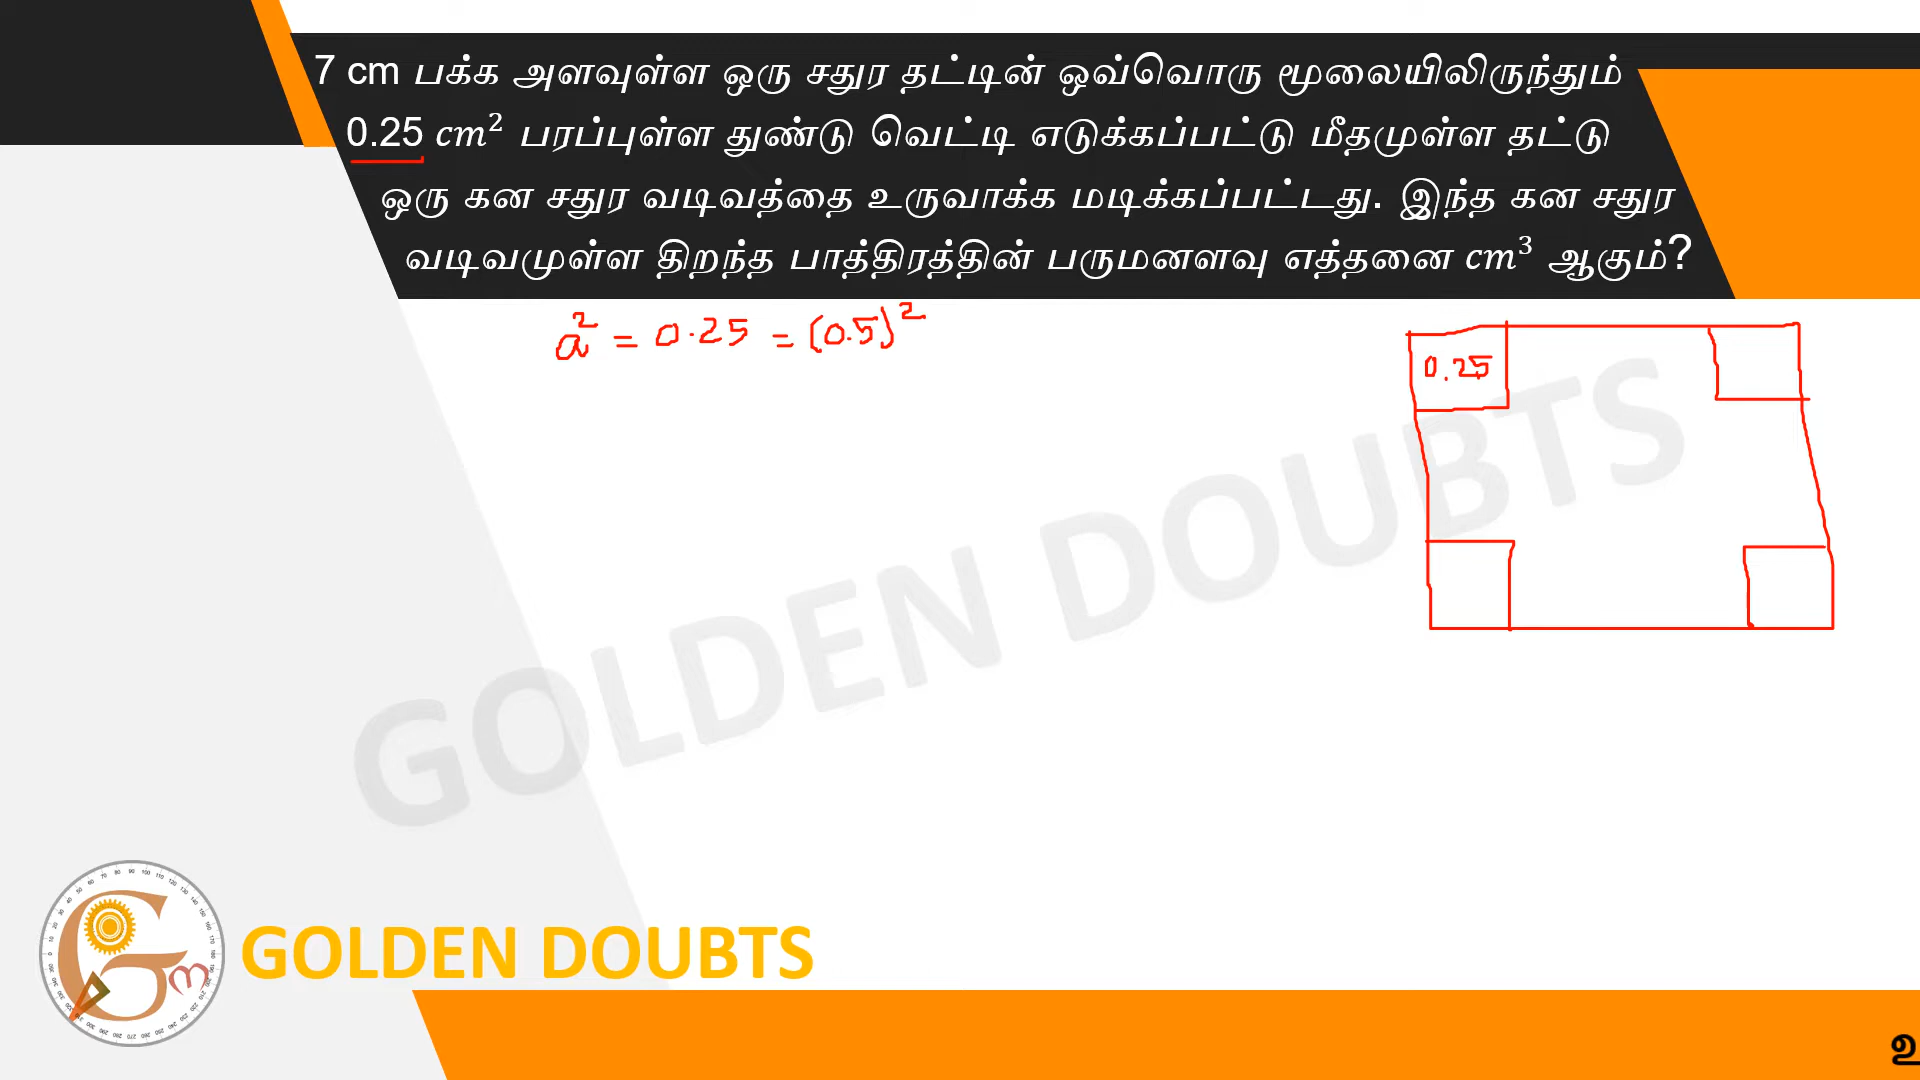 7 cm பக்க அளவுள்ள ஒரு சதுர தட்டின் ஒவ்வொரு மூலையிலிருந்தும்
0.25 cm² பரப்புள்ள துண்டு வெட்டி எடுக்கப்பட்டு மீதமுள்ள தட்டு
ஒரு கன சதுர வடிவத்தை உருவாக்க மடிக்கப்பட்டது. இந்த கன சதுர
வடிவமுள்ள திறந்த பாத்திரத்தின் பருமனளவு எத்தனை cm³ ஆகும்?
a² = 0.25 = (0.5)²
0.25
GOLDEN DOUBTS
GOLDEN DOUBTS
உ